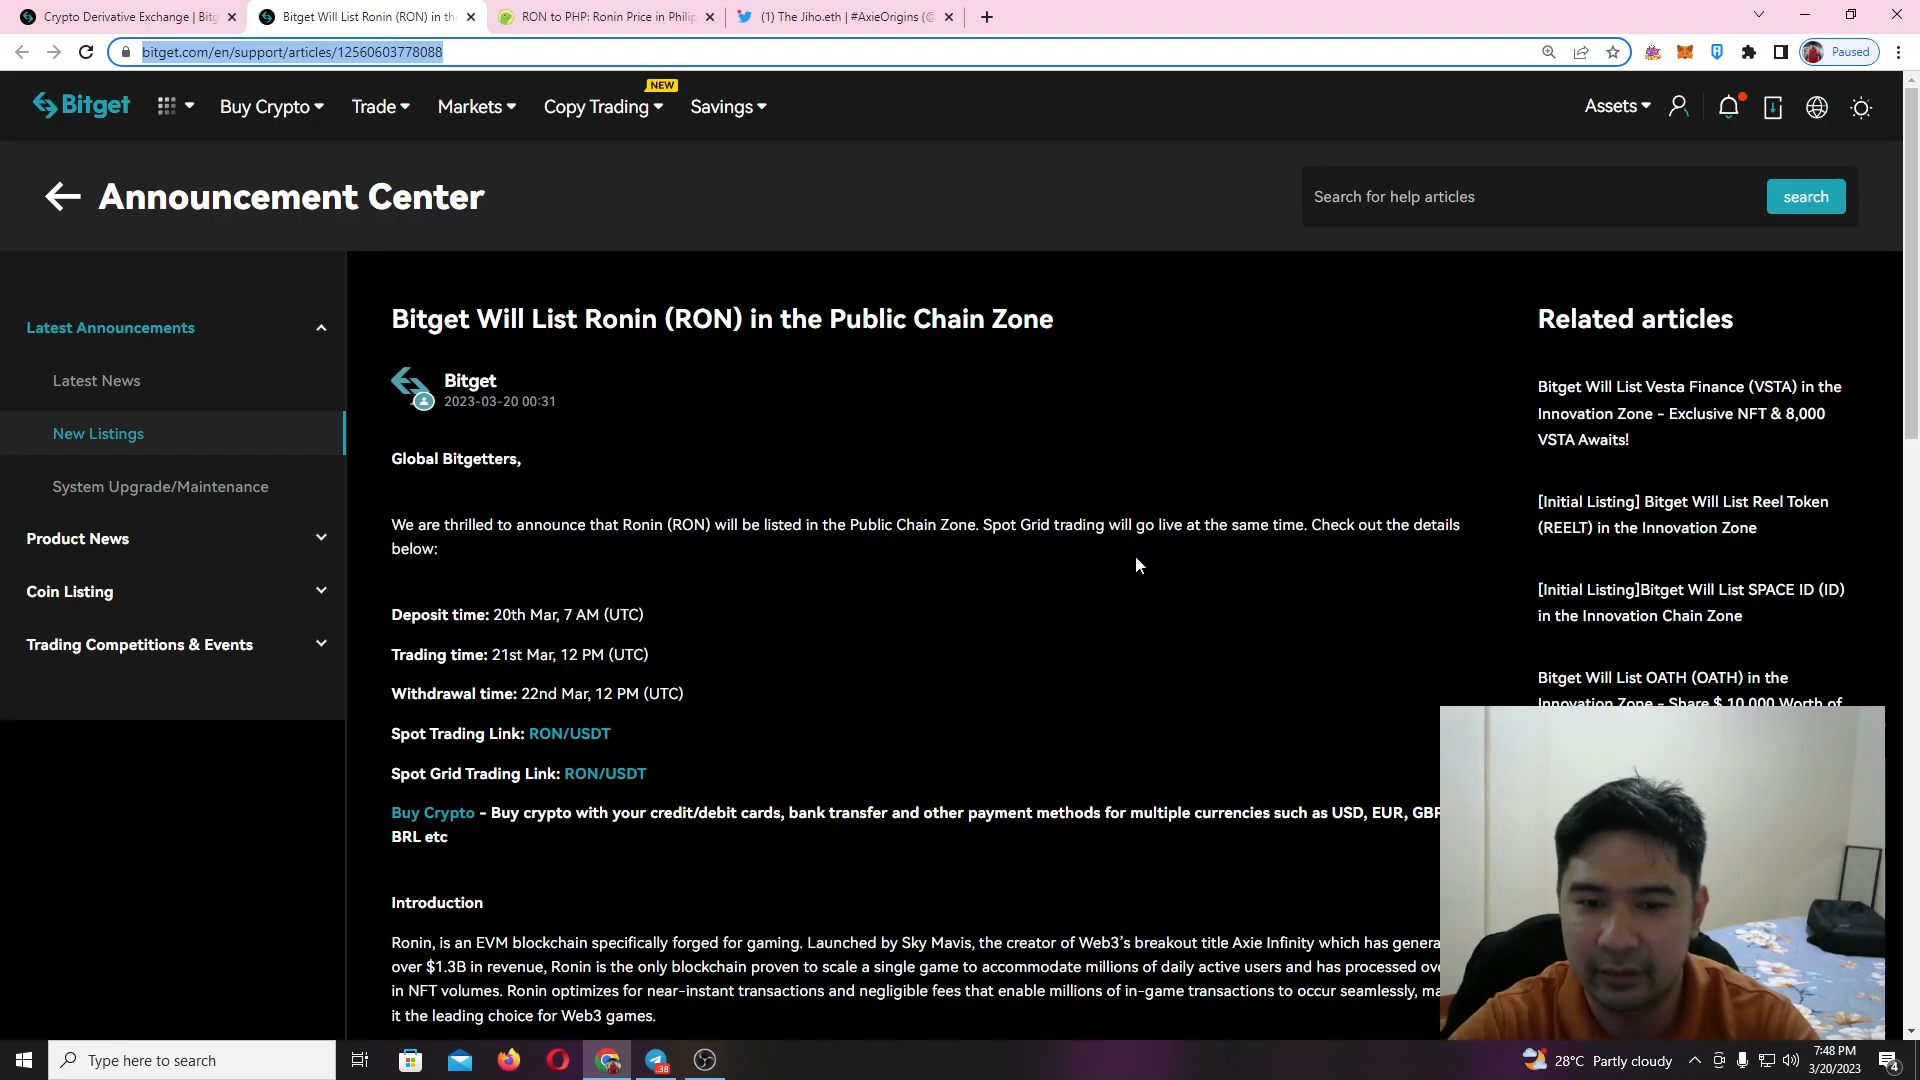 Crypto Derivative Exchange | Bitg
Bitget Will List Ronin (RON) in the
RON to PHP: Ronin Price in Philip
(1) The Jiho.eth | #AxieOrigins (@
bitget.com/en/support/articles/12560603778088
Paused
Bitget
Buy Crypto
Trade
Markets
Copy Trading
NEW
Savings
Assets
Announcement Center
Search for help articles
search
Latest Announcements
Latest News
New Listings
System Upgrade/Maintenance
Product News
Coin Listing
Trading Competitions & Events
Bitget Will List Ronin (RON) in the Public Chain Zone
Bitget
2023-03-20 00:31
Global Bitgetters,
We are thrilled to announce that Ronin (RON) will be listed in the Public Chain Zone. Spot Grid trading will go live at the same time. Check out the details
below:
Deposit time: 20th Mar, 7 AM (UTC)
Trading time: 21st Mar, 12 PM (UTC)
Withdrawal time: 22nd Mar, 12 PM (UTC)
Spot Trading Link: RON/USDT
Spot Grid Trading Link: RON/USDT
Buy Crypto - Buy crypto with your credit/debit cards, bank transfer and other payment methods for multiple currencies such as USD, EUR, GBP
BRL etc
Introduction
Ronin, is an EVM blockchain specifically forged for gaming. Launched by Sky Mavis, the creator of Web3's breakout title Axie Infinity which has genera
over $1.3B in revenue, Ronin is the only blockchain proven to scale a single game to accommodate millions of daily active users and has processed ove
in NFT volumes. Ronin optimizes for near-instant transactions and negligible fees that enable millions of in-game transactions to occur seamlessly, ma
it the leading choice for Web3 games.
Related articles
Bitget Will List Vesta Finance (VSTA) in the
Innovation Zone - Exclusive NFT & 8,000
VSTA Awaits!
[Initial Listing] Bitget Will List Reel Token
(REELT) in the Innovation Zone
[Initial Listing]Bitget Will List SPACE ID (ID)
in the Innovation Chain Zone
Bitget Will List OATH (OATH) in the
Innovation Zone - Share $ 10,000 Worth of
Type here to search
38
28°C Partly cloudy
7:48 PM
3/20/2023
4